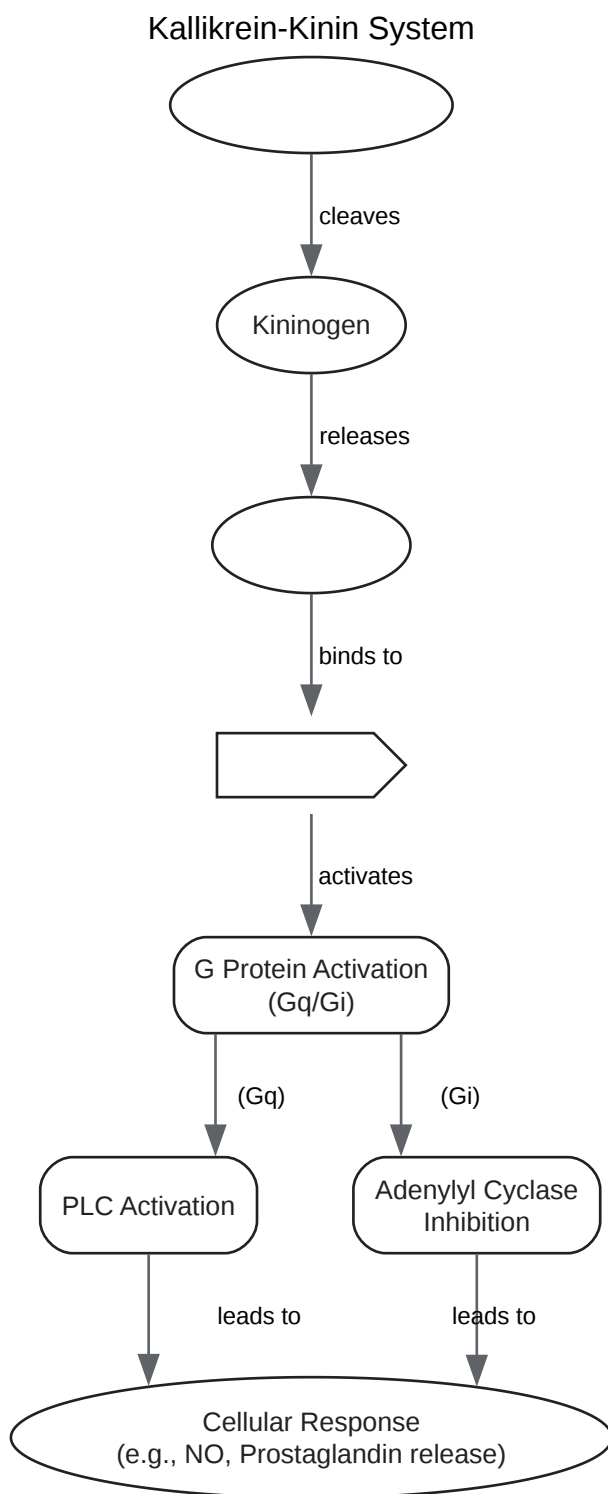 Kallikrein-Kinin System
cleaves
Kininogen
releases
binds to
activates
G Protein Activation
(Gq/Gi)
(Gq)
(Gi)
PLC Activation
Adenylyl Cyclase
Inhibition
leads to
leads to
Cellular Response
(e.g., NO, Prostaglandin release)